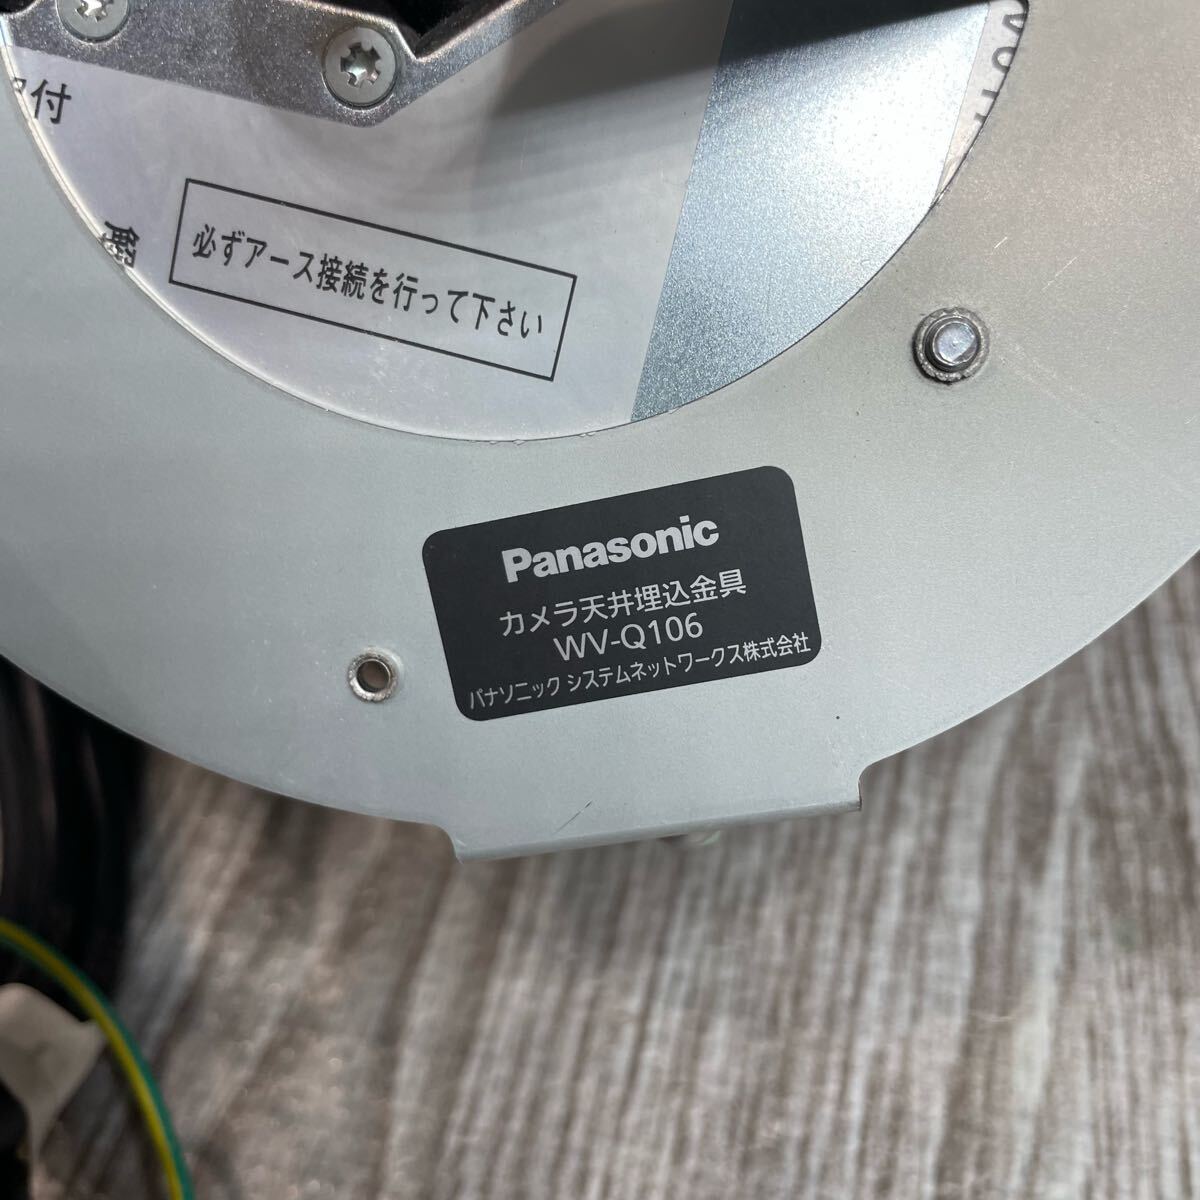 付
必ずアース接続を行って下さい
Panasonic
カメラ天井埋込金具
WV-Q106
パナソニック システムネットワークス株式会社